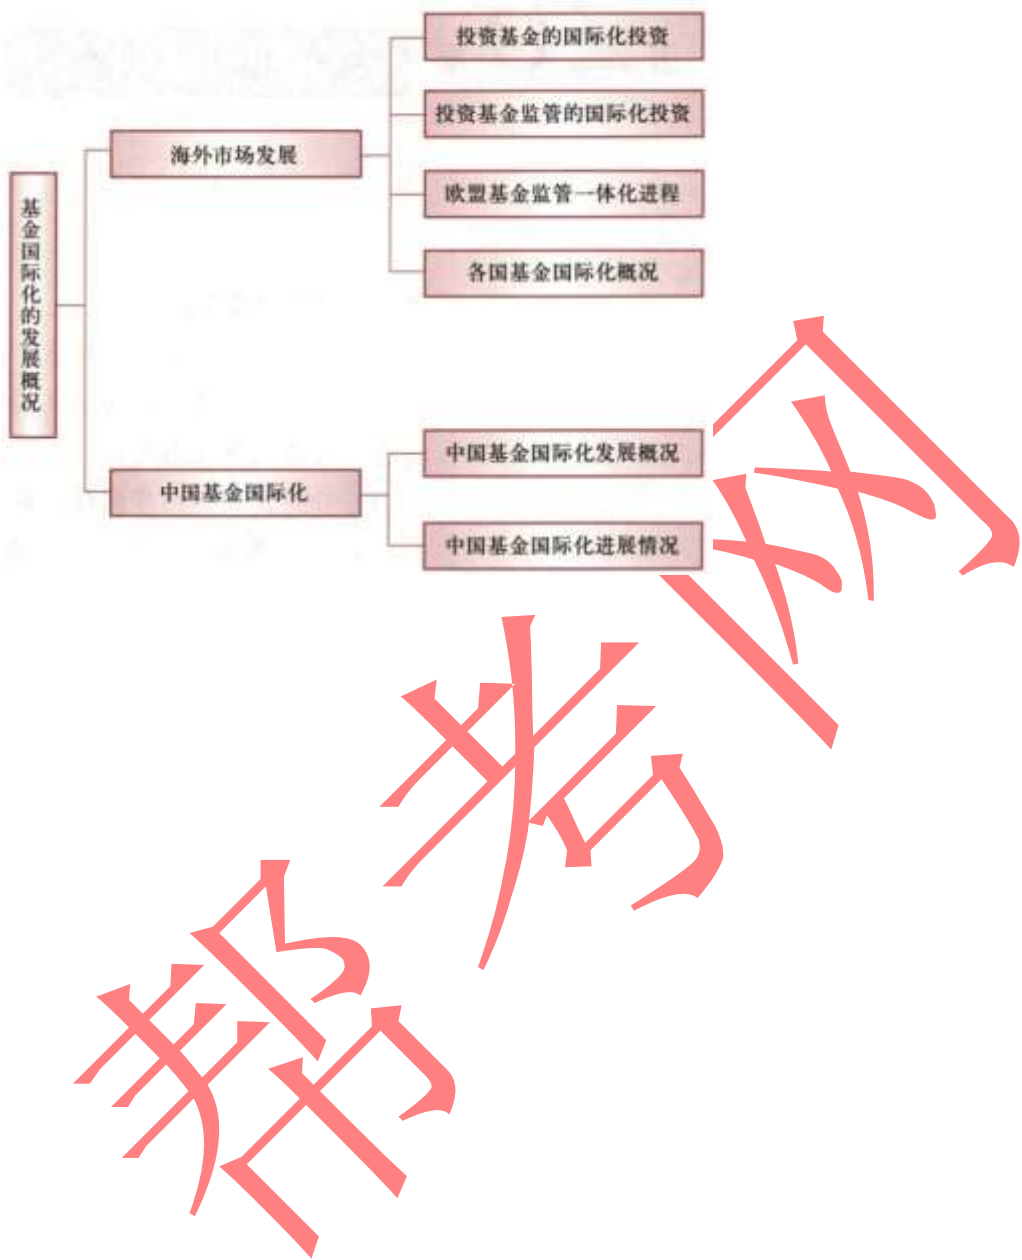 基金国际化的发展概况
海外市场发展
投资基金的国际化投资
投资基金监管的国际化投资
欧盟基金监管一体化进程
各国基金国际化概况
中国基金国际化
中国基金国际化发展概况
中国基金国际化进展情况
帮考网